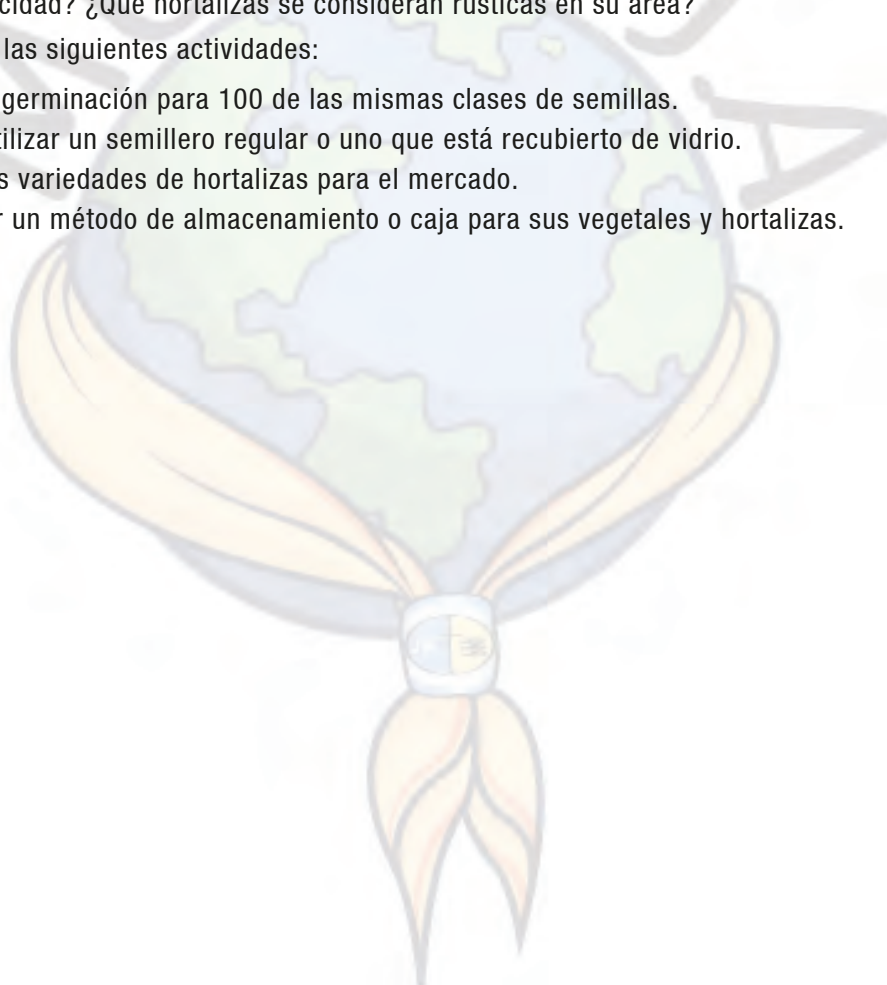 cidad? ¿Qué hortalizas se consideran rústicas en su área?
las siguientes actividades:
germinación para 100 de las mismas clases de semillas.
tilizar un semillero regular o uno que está recubierto de vidrio.
s variedades de hortalizas para el mercado.
r un método de almacenamiento o caja para sus vegetales y hortalizas.